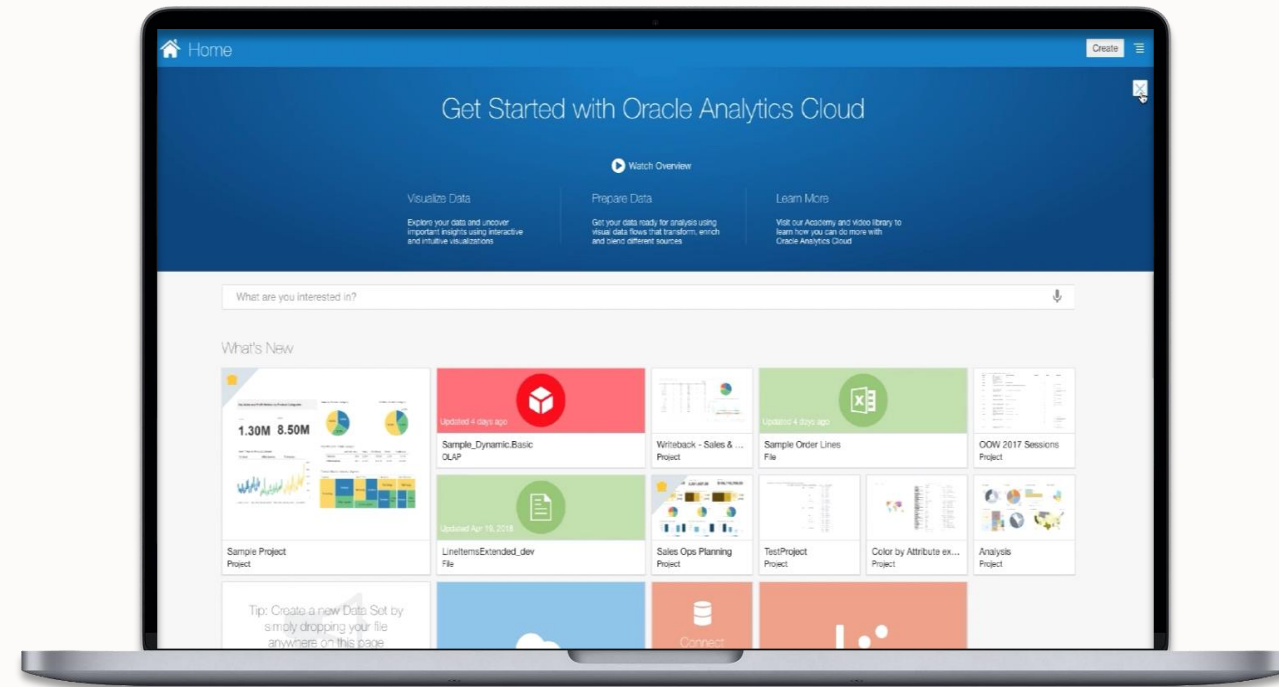 Home
Create
Get Started with Oracle Analytics Cloud
Watch Overview
Visualize Data
Prepare Data
Learn More
Explore your data and uncover
important insights using interactive
and intuitive visualizations
Get your data ready for analysis using
visual data flows that transform, enrich
and blend different sources
Visit our Academy and video library to
learn how you can do more with
Oracle Analytics Cloud
What are you interested in?
What's New
1.30M 8.50M
Sample Project
Project
Updated 4 days ago
Sample_Dynamic.Basic
OLAP
Writeback - Sales & ...
Project
Updated 4 days ago
Sample Order Lines
File
OOW 2017 Sessions
Project
Updated Apr 19, 2018
LineItemsExtended_dev
File
Sales Ops Planning
Project
TestProject
Project
Color by Attribute ex...
Project
Analysis
Project
Tip: Create a new Data Set by
simply dropping your file
anywhere on this page
Connect